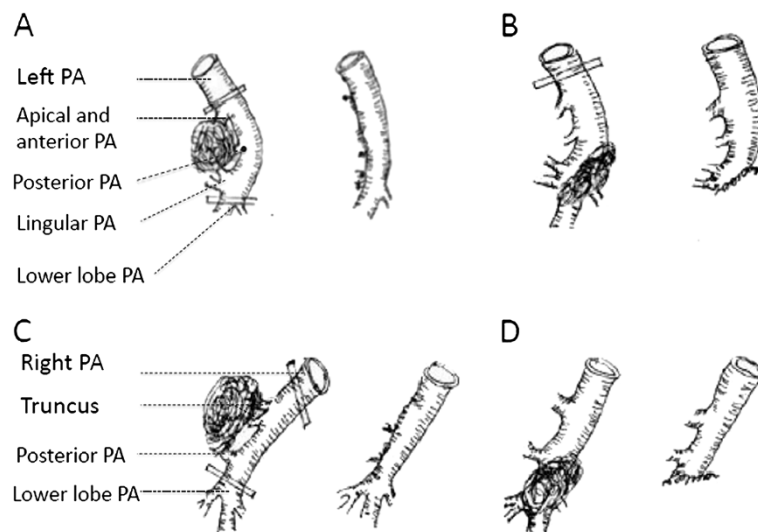 A
B
Left PA
Apical and
anterior PA
Posterior PA
Lingular PA
Lower lobe PA
C
D
Right PA
Truncus
Posterior PA
Lower lobe PA